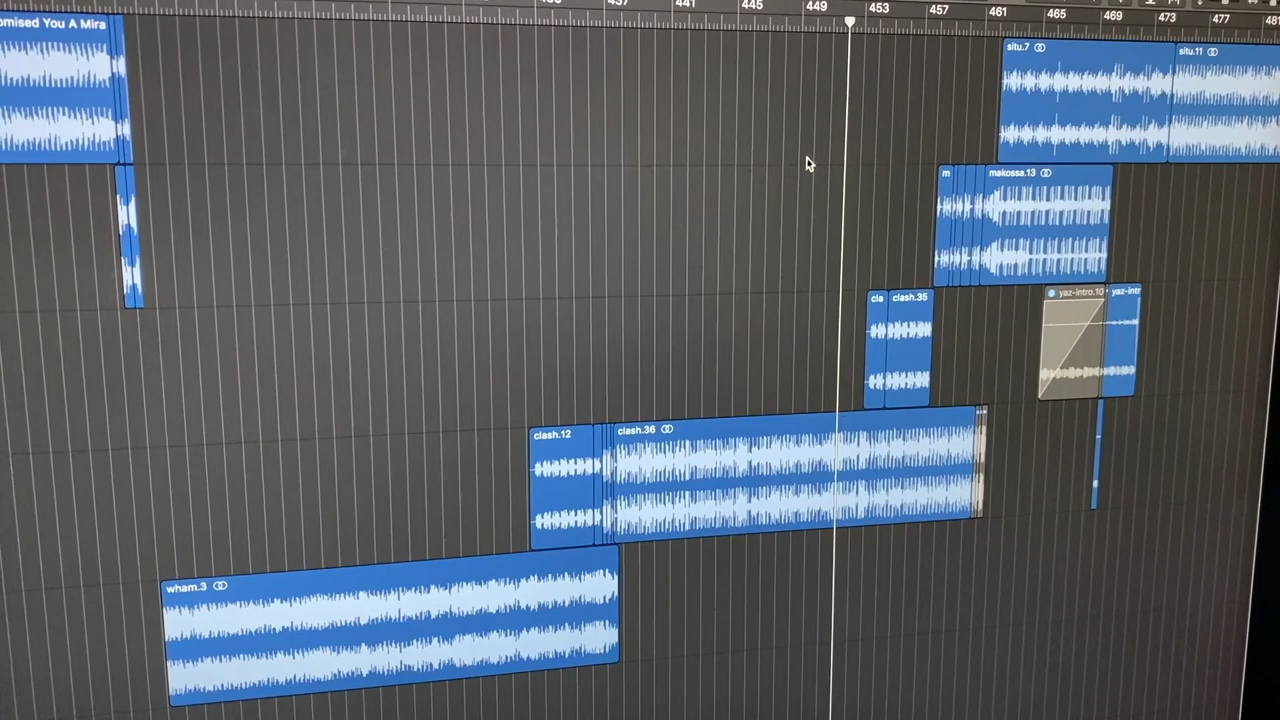 437 441 445 449 453 457 461 465 469 473 477 481
omised You A Mira
situ.7
situ.11
m
makossa.13
cla
clash.35
yaz-intro.10
yaz-intr
clash.12
clash.36
wham.3